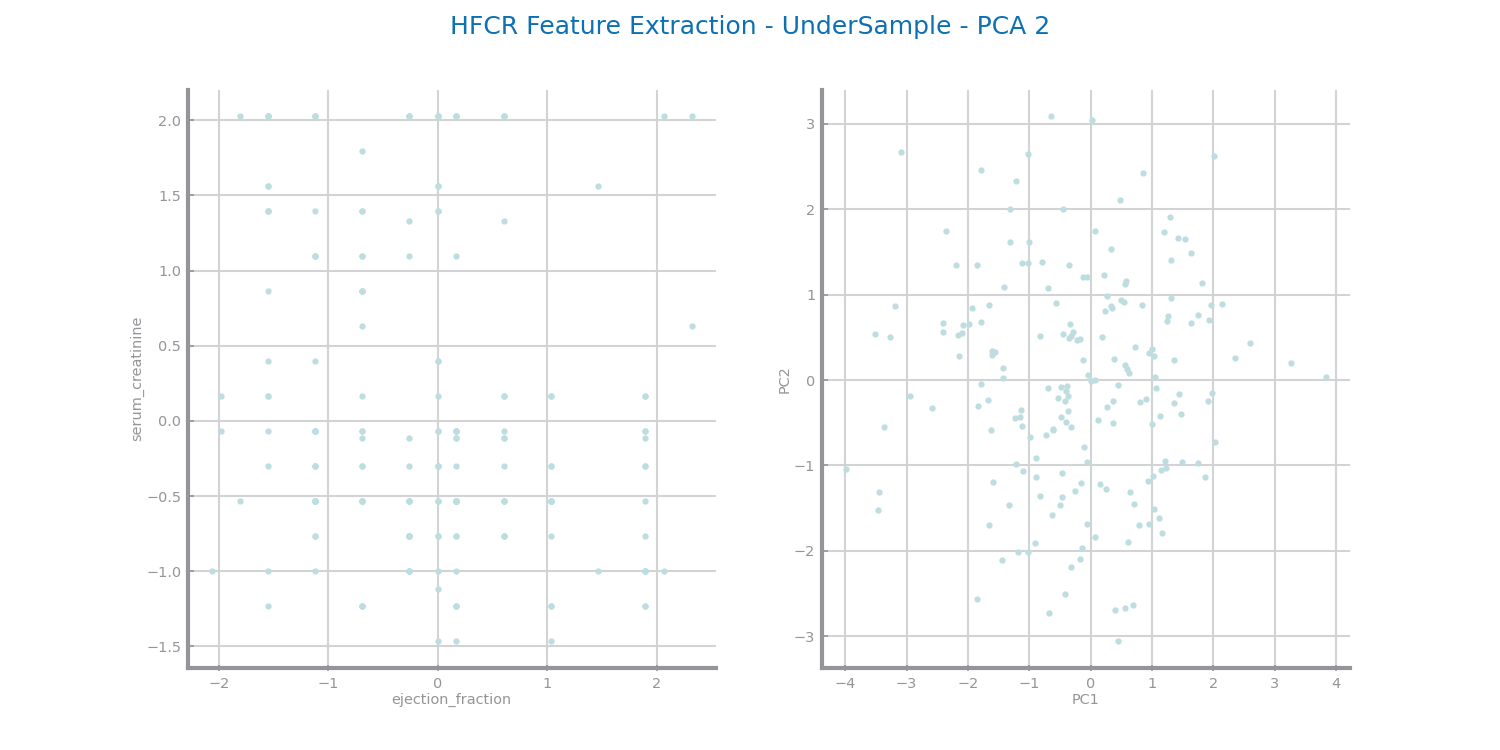 HFCR Feature Extraction - UnderSample - PCA 2
serum_creatinine
2.0
1.5
1.0
0.5
0.0
−0.5
−1.0
−1.5
−2 −1 0 1 2
ejection_fraction
PC2
3
2
1
0
−1
−2
−3
−4 −3 −2 −1 0 1 2 3 4
PC1